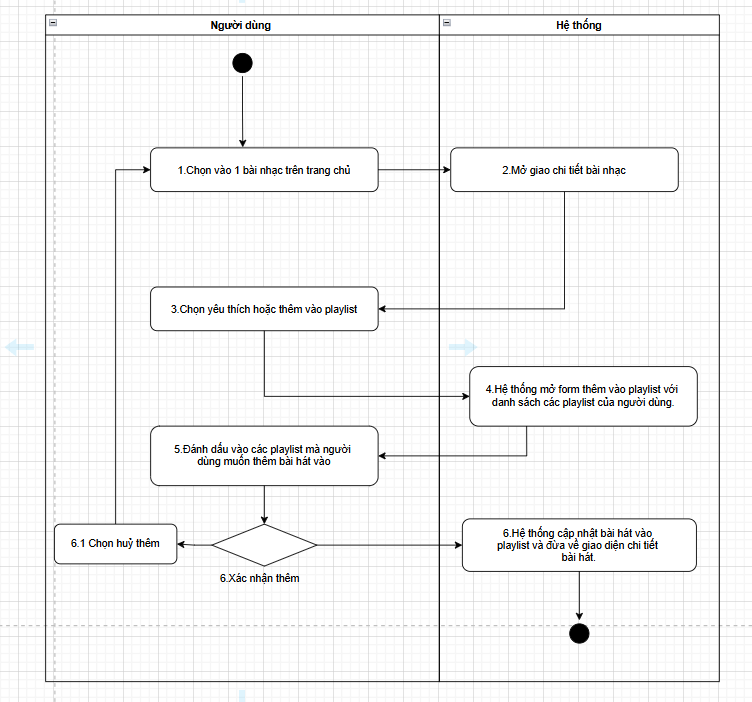 Người dùng
Hệ thống
1.Chọn vào 1 bài nhạc trên trang chủ
2.Mở giao chi tiết bài nhạc
3.Chọn yêu thích hoặc thêm vào playlist
4.Hệ thống mở form thêm vào playlist với
danh sách các playlist của người dùng.
5.Đánh dấu vào các playlist mà người
dùng muốn thêm bài hát vào
6.1 Chọn huỷ thêm
6.Xác nhận thêm
6.Hệ thống cập nhật bài hát vào
playlist và đừa về giao diện chi tiết
bài hát.